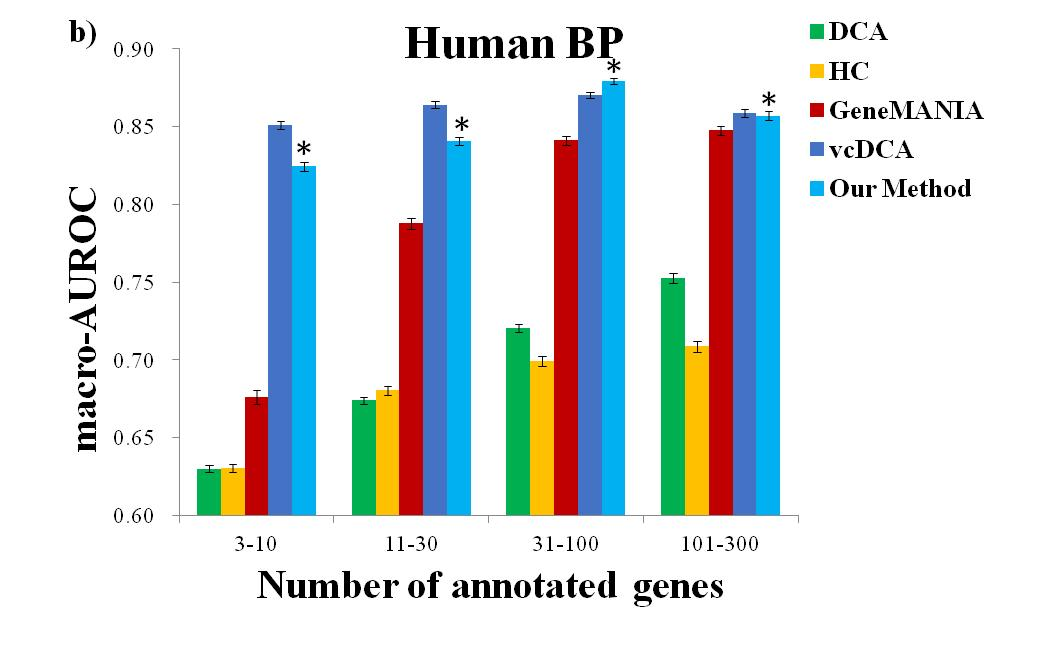 b)
Human BP
DCA
HC
GeneMANIA
vcDCA
Our Method
macro-AUROC
0.90
0.85
0.80
0.75
0.70
0.65
0.60
*
*
*
*
3-10 11-30 31-100 101-300
Number of annotated genes